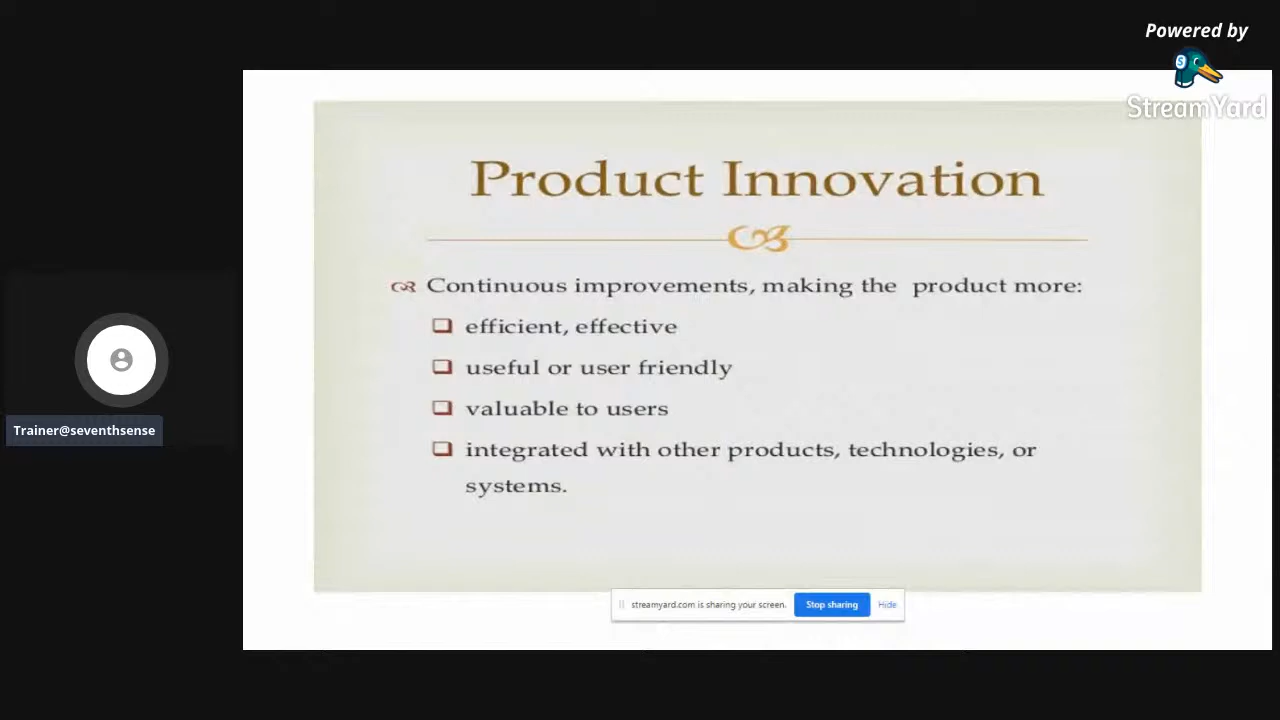 Powered by
StreamYard
Product Innovation
Continuous improvements, making the product more:
efficient, effective
useful or user friendly
valuable to users
integrated with other products, technologies, or
systems.
Trainer@seventhsense
streamyard.com is sharing your screen. Stop sharing Hide